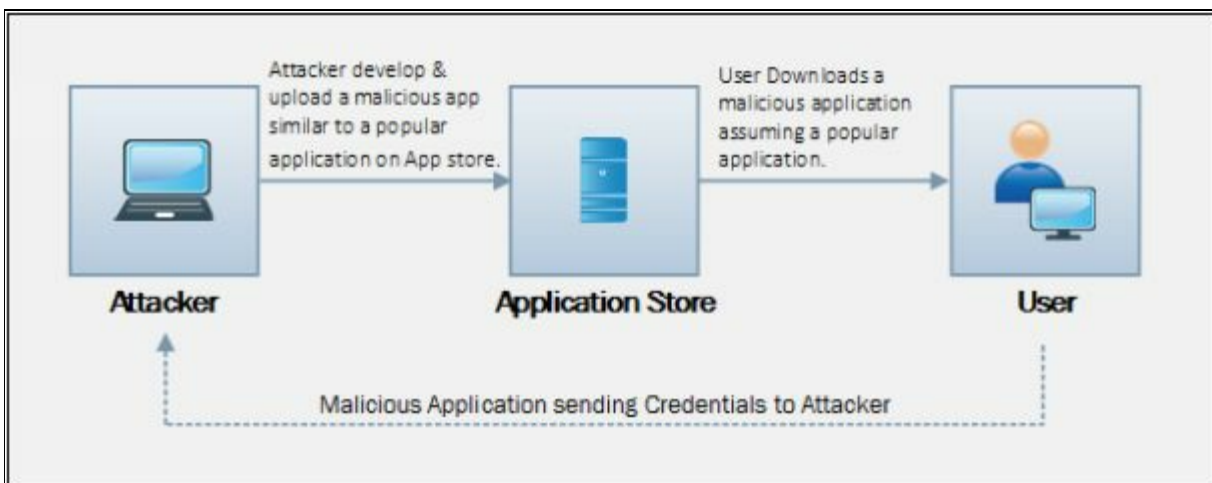 Attacker develop &
upload a malicious app
similar to a popular
application on App store.
User Downloads a
malicious application
assuming a popular
application.
Attacker
Application Store
User
Malicious Application sending Credentials to Attacker